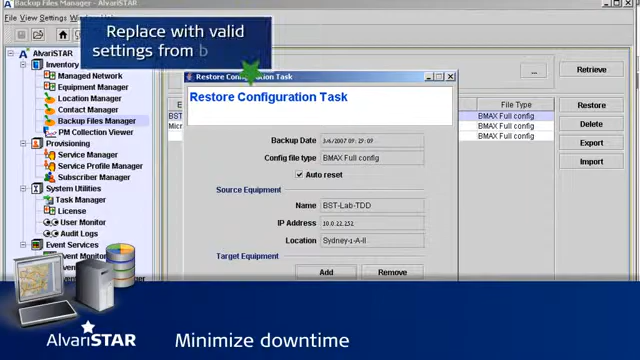 Backup Files Manager - AlvariSTAR
File View Settings Window
Replace with valid
settings from b
AlvariSTAR
Inventory
Managed Network
Equipment Manager
Location Manager
Contact Manager
Backup Files Manager
PM Collection Viewer
Provisioning
Service Manager
Service Profile Manager
Subscriber Manager
System Utilities
Task Manager
License
User Monitor
Audit Logs
Event Services
...
Retrieve
Restore
Delete
Export
Import
File Type
BMAX Full config
BMAX Full config
BMAX Full config
BST
Micr
Restore Configuration Task
Restore Configuration Task
Backup Date 3/6/2007 09:29:09
Config file type BMAX Full config
Auto reset
Source Equipment
Name BST-Lab-TDD
IP Address 10.0.22.252
Location Sydney-1-A-II
Target Equipment
Add Remove
AlvariSTAR
Minimize downtime